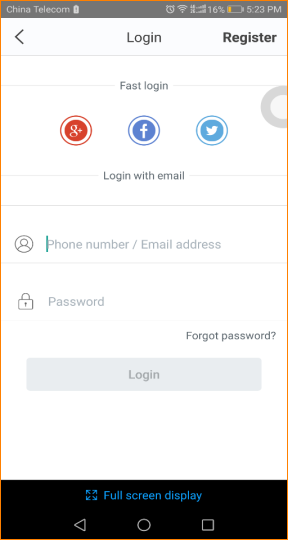 China Telecom 16% 5:23 PM
Login Register
Fast login
g+ f
Login with email
Phone number / Email address
Password
Forgot password?
Login
Full screen display